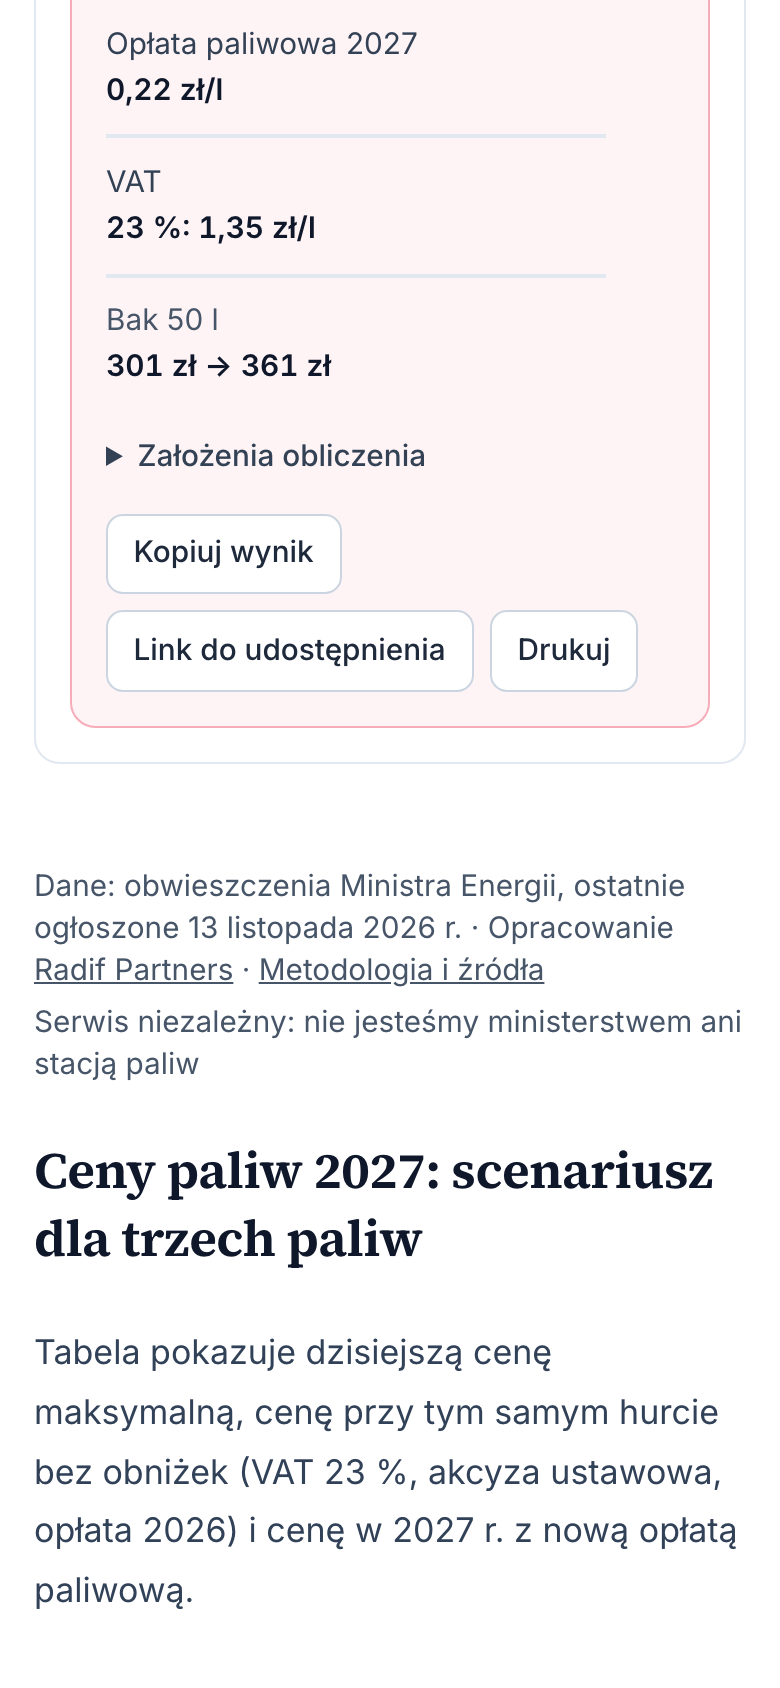 Opłata paliwowa 2027
0,22 zł/l
VAT
23 %: 1,35 zł/l
Bak 50 l
301 zł → 361 zł
▶ Założenia obliczenia
Kopiuj wynik
Link do udostępnienia
Drukuj
Dane: obwieszczenia Ministra Energii, ostatnie
ogłoszone 13 listopada 2026 r. · Opracowanie
Radif Partners · Metodologia i źródła
Serwis niezależny: nie jesteśmy ministerstwem ani
stacją paliw
Ceny paliw 2027: scenariusz
dla trzech paliw
Tabela pokazuje dzisiejszą cenę
maksymalną, cenę przy tym samym hurcie
bez obniżek (VAT 23 %, akcyza ustawowa,
opłata 2026) i cenę w 2027 r. z nową opłatą
paliwową.